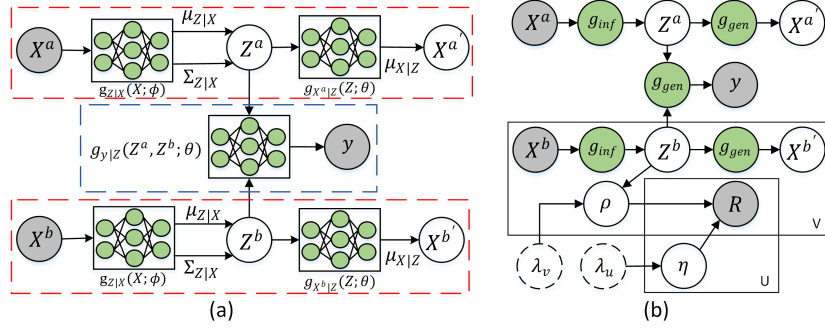 X^a
μ_{Z|X}
Σ_{Z|X}
g_{Z|X}(X; ϕ)
Z^a
g_{X^a|Z}(Z; θ)
μ_{X|Z}
X^{a'}
g_{y|Z}(Z^a, Z^b; θ)
y
X^b
μ_{Z|X}
Σ_{Z|X}
g_{Z|X}(X; ϕ)
Z^b
g_{X^b|Z}(Z; θ)
μ_{X|Z}
X^{b'}
(a)
X^a
g_{inf}
Z^a
g_{gen}
X^{a'}
g_{gen}
y
X^b
g_{inf}
Z^b
g_{gen}
X^{b'}
ρ
R
V
λ_v
λ_u
η
U
(b)